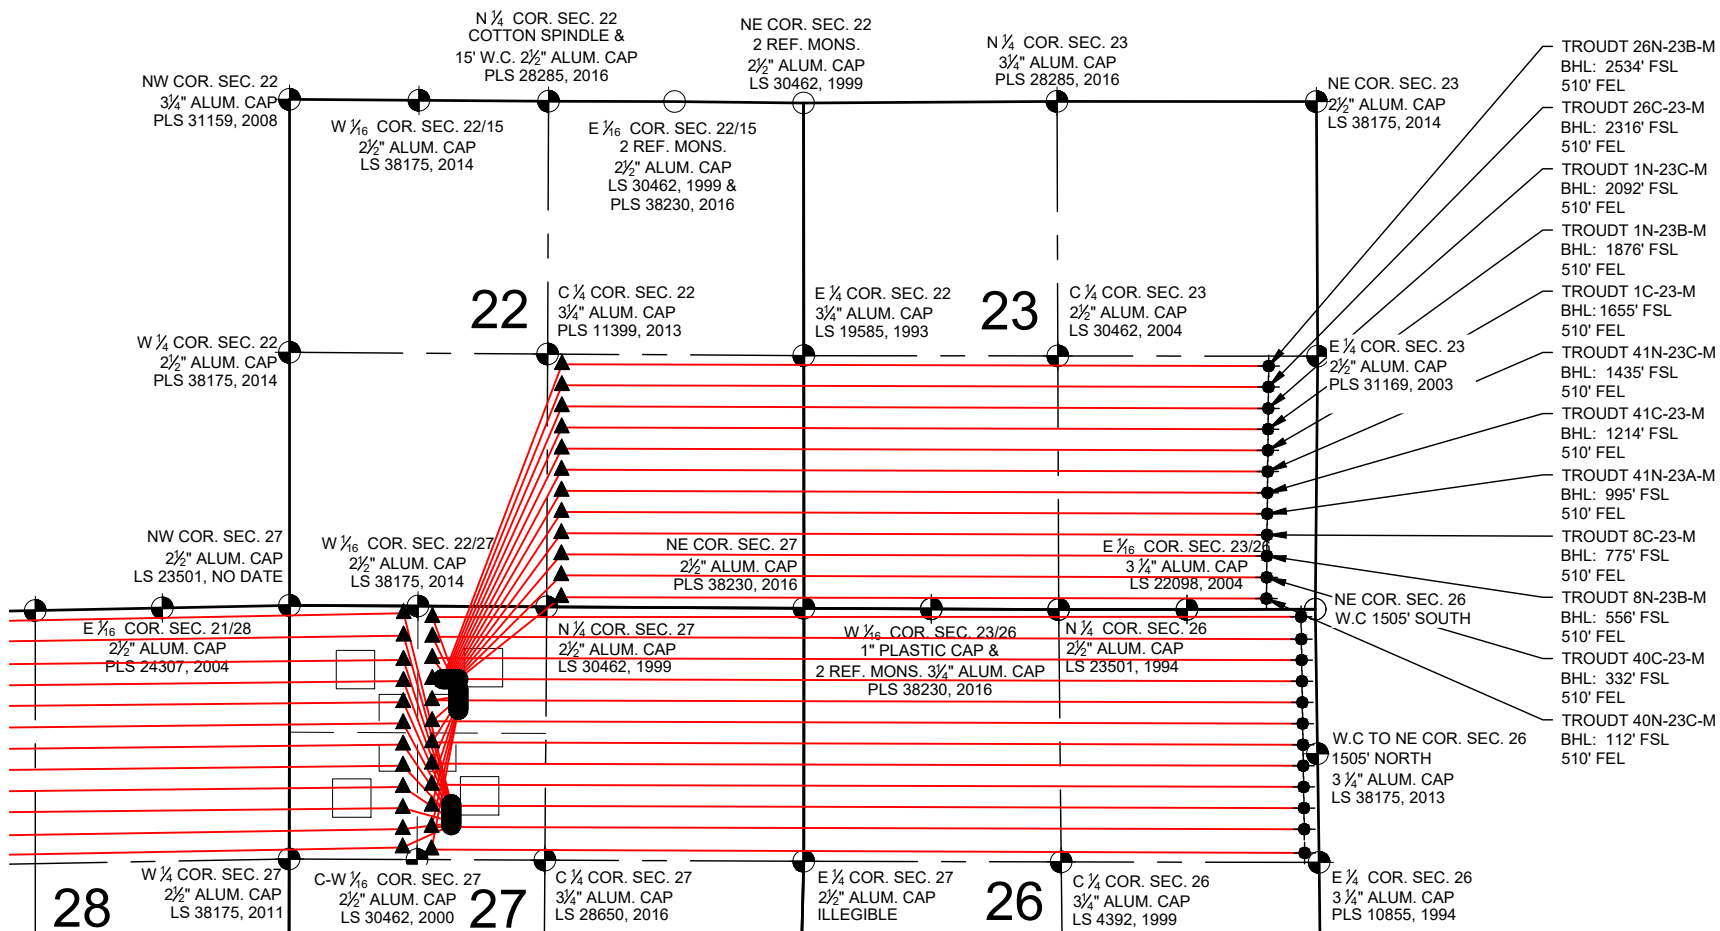 N ¼ COR. SEC. 22
COTTON SPINDLE &
15' W.C. 2½" ALUM. CAP
PLS 28285, 2016
NE COR. SEC. 22
2 REF. MONS.
2½" ALUM. CAP
LS 30462, 1999
N ¼ COR. SEC. 23
3¼" ALUM. CAP
PLS 28285, 2016
NW COR. SEC. 22
3¼" ALUM. CAP
PLS 31159, 2008
NE COR. SEC. 23
2½" ALUM. CAP
LS 38175, 2014
W ⅟16 COR. SEC. 22/15
2½" ALUM. CAP
LS 38175, 2014
E ⅟16 COR. SEC. 22/15
2 REF. MONS.
2½" ALUM. CAP
LS 30462, 1999 &
PLS 38230, 2016
TROUDT 26N-23B-M
BHL: 2534' FSL
510' FEL
TROUDT 26C-23-M
BHL: 2316' FSL
510' FEL
TROUDT 1N-23C-M
BHL: 2092' FSL
510' FEL
TROUDT 1N-23B-M
BHL: 1876' FSL
510' FEL
TROUDT 1C-23-M
BHL:1655' FSL
510' FEL
TROUDT 41N-23C-M
BHL: 1435' FSL
510' FEL
TROUDT 41C-23-M
BHL: 1214' FSL
510' FEL
TROUDT 41N-23A-M
BHL: 995' FSL
510' FEL
TROUDT 8C-23-M
BHL: 775' FSL
510' FEL
TROUDT 8N-23B-M
BHL: 556' FSL
510' FEL
TROUDT 40C-23-M
BHL: 332' FSL
510' FEL
TROUDT 40N-23C-M
BHL: 112' FSL
510' FEL
22
C ¼ COR. SEC. 22
3¼" ALUM. CAP
PLS 11399, 2013
E ¼ COR. SEC. 22
3¼" ALUM. CAP
LS 19585, 1993
23
C ¼ COR. SEC. 23
2½" ALUM. CAP
LS 30462, 2004
W ¼ COR. SEC. 22
2½" ALUM. CAP
PLS 38175, 2014
E ¼ COR. SEC. 23
2½" ALUM. CAP
PLS 31169, 2003
NW COR. SEC. 27
2½" ALUM. CAP
LS 23501, NO DATE
W ⅟16 COR. SEC. 22/27
2½" ALUM. CAP
LS 38175, 2014
NE COR. SEC. 27
2½" ALUM. CAP
PLS 38230, 2016
E ⅟16 COR. SEC. 23/26
3 ¼" ALUM. CAP
LS 22098, 2004
NE COR. SEC. 26
W.C 1505' SOUTH
E ⅟16 COR. SEC. 21/28
2½" ALUM. CAP
PLS 24307, 2004
N ¼ COR. SEC. 27
2½" ALUM. CAP
LS 30462, 1999
W ⅟16 COR. SEC. 23/26
1" PLASTIC CAP &
2 REF. MONS. 3¼" ALUM. CAP
PLS 38230, 2016
N ¼ COR. SEC. 26
2½" ALUM. CAP
LS 23501, 1994
W.C TO NE COR. SEC. 26
1505' NORTH
3 ¼" ALUM. CAP
LS 38175, 2013
28
W ¼ COR. SEC. 27
2½" ALUM. CAP
LS 38175, 2011
C-W ⅟16 COR. SEC. 27
2½" ALUM. CAP
LS 30462, 2000
27
C ¼ COR. SEC. 27
3¼" ALUM. CAP
LS 28650, 2016
E ¼ COR. SEC. 27
2½" ALUM. CAP
ILLEGIBLE
26
C ¼ COR. SEC. 26
3¼" ALUM. CAP
LS 4392, 1999
E ¼ COR. SEC. 26
3 ¼" ALUM. CAP
PLS 10855, 1994